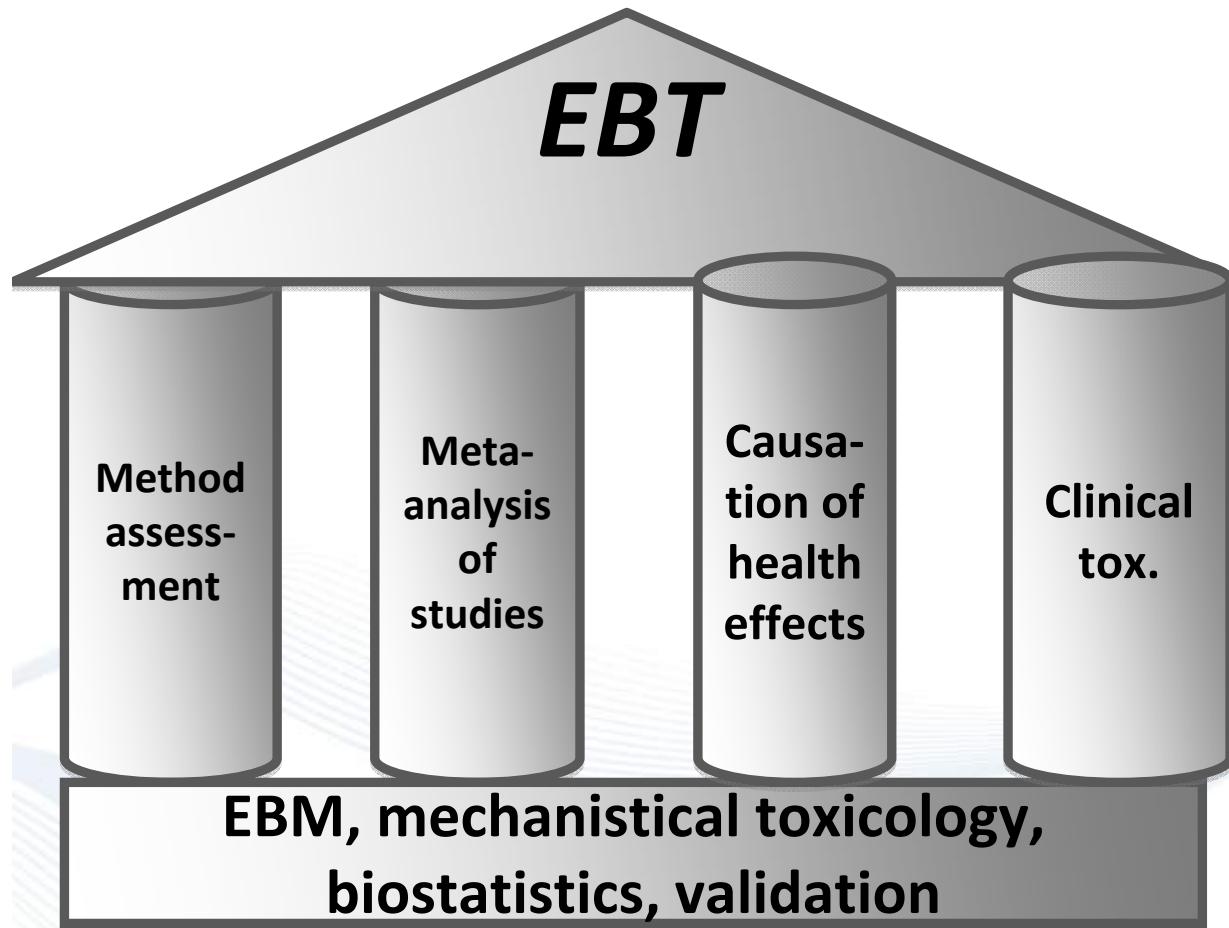 EBT
Method
assess-
ment
Meta-
analysis
of
studies
Causa-
tion of
health
effects
Clinical
tox.
EBM, mechanistical toxicology,
biostatistics, validation